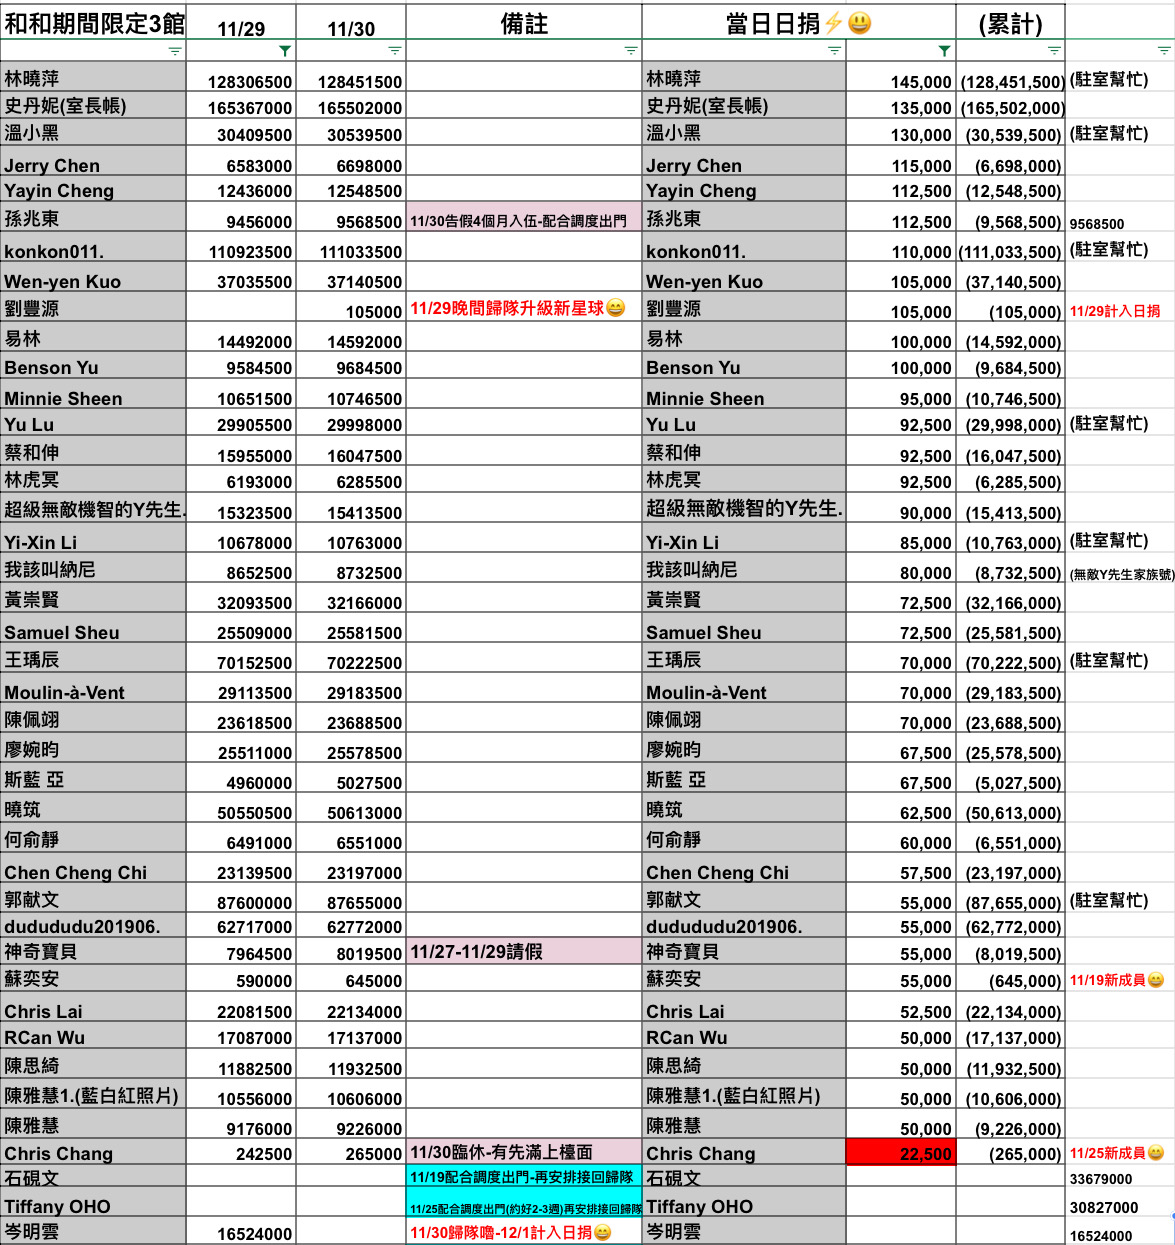 和和期間限定3館 11/29 11/30 備註 當日日捐⚡😃 (累計)
林曉萍 128306500 128451500 林曉萍 145,000 (128,451,500) (駐室幫忙)
史丹妮(室長帳) 165367000 165502000 史丹妮(室長帳) 135,000 (165,502,000)
溫小黑 30409500 30539500 溫小黑 130,000 (30,539,500) (駐室幫忙)
Jerry Chen 6583000 6698000 Jerry Chen 115,000 (6,698,000)
Yayin Cheng 12436000 12548500 Yayin Cheng 112,500 (12,548,500)
孫兆東 9456000 9568500 11/30告假4個月入伍-配合調度出門 孫兆東 112,500 (9,568,500) 9568500
konkon011. 110923500 111033500 konkon011. 110,000 (111,033,500) (駐室幫忙)
Wen-yen Kuo 37035500 37140500 Wen-yen Kuo 105,000 (37,140,500)
劉豐源 105000 11/29晚間歸隊升級新星球😄 劉豐源 105,000 (105,000) 11/29計入日捐
易林 14492000 14592000 易林 100,000 (14,592,000)
Benson Yu 9584500 9684500 Benson Yu 100,000 (9,684,500)
Minnie Sheen 10651500 10746500 Minnie Sheen 95,000 (10,746,500)
Yu Lu 29905500 29998000 Yu Lu 92,500 (29,998,000) (駐室幫忙)
蔡和伸 15955000 16047500 蔡和伸 92,500 (16,047,500)
林虎冥 6193000 6285500 林虎冥 92,500 (6,285,500)
超級無敵機智的Y先生. 15323500 15413500 超級無敵機智的Y先生. 90,000 (15,413,500)
Yi-Xin Li 10678000 10763000 Yi-Xin Li 85,000 (10,763,000) (駐室幫忙)
我該叫納尼 8652500 8732500 我該叫納尼 80,000 (8,732,500) (無敵Y先生家族號)
黃崇賢 32093500 32166000 黃崇賢 72,500 (32,166,000)
Samuel Sheu 25509000 25581500 Samuel Sheu 72,500 (25,581,500)
王瑀辰 70152500 70222500 王瑀辰 70,000 (70,222,500) (駐室幫忙)
Moulin-à-Vent 29113500 29183500 Moulin-à-Vent 70,000 (29,183,500)
陳佩翊 23618500 23688500 陳佩翊 70,000 (23,688,500)
廖婉昀 25511000 25578500 廖婉昀 67,500 (25,578,500)
斯藍 亞 4960000 5027500 斯藍 亞 67,500 (5,027,500)
曉筑 50550500 50613000 曉筑 62,500 (50,613,000)
何俞靜 6491000 6551000 何俞靜 60,000 (6,551,000)
Chen Cheng Chi 23139500 23197000 Chen Cheng Chi 57,500 (23,197,000)
郭献文 87600000 87655000 郭献文 55,000 (87,655,000) (駐室幫忙)
dudududu201906. 62717000 62772000 dudududu201906. 55,000 (62,772,000)
神奇寶貝 7964500 8019500 11/27-11/29請假 神奇寶貝 55,000 (8,019,500)
蘇奕安 590000 645000 蘇奕安 55,000 (645,000) 11/19新成員😄
Chris Lai 22081500 22134000 Chris Lai 52,500 (22,134,000)
RCan Wu 17087000 17137000 RCan Wu 50,000 (17,137,000)
陳思綺 11882500 11932500 陳思綺 50,000 (11,932,500)
陳雅慧1.(藍白紅照片) 10556000 10606000 陳雅慧1.(藍白紅照片) 50,000 (10,606,000)
陳雅慧 9176000 9226000 陳雅慧 50,000 (9,226,000)
Chris Chang 242500 265000 11/30臨休-有先滿上檯面 Chris Chang 22,500 (265,000) 11/25新成員😄
石硯文 11/19配合調度出門-再安排接回歸隊 石硯文 33679000
Tiffany OHO 11/25配合調度出門(約好2-3週)再安排接回歸隊 Tiffany OHO 30827000
岑明雲 16524000 11/30歸隊嚕-12/1計入日捐😄 岑明雲 16524000